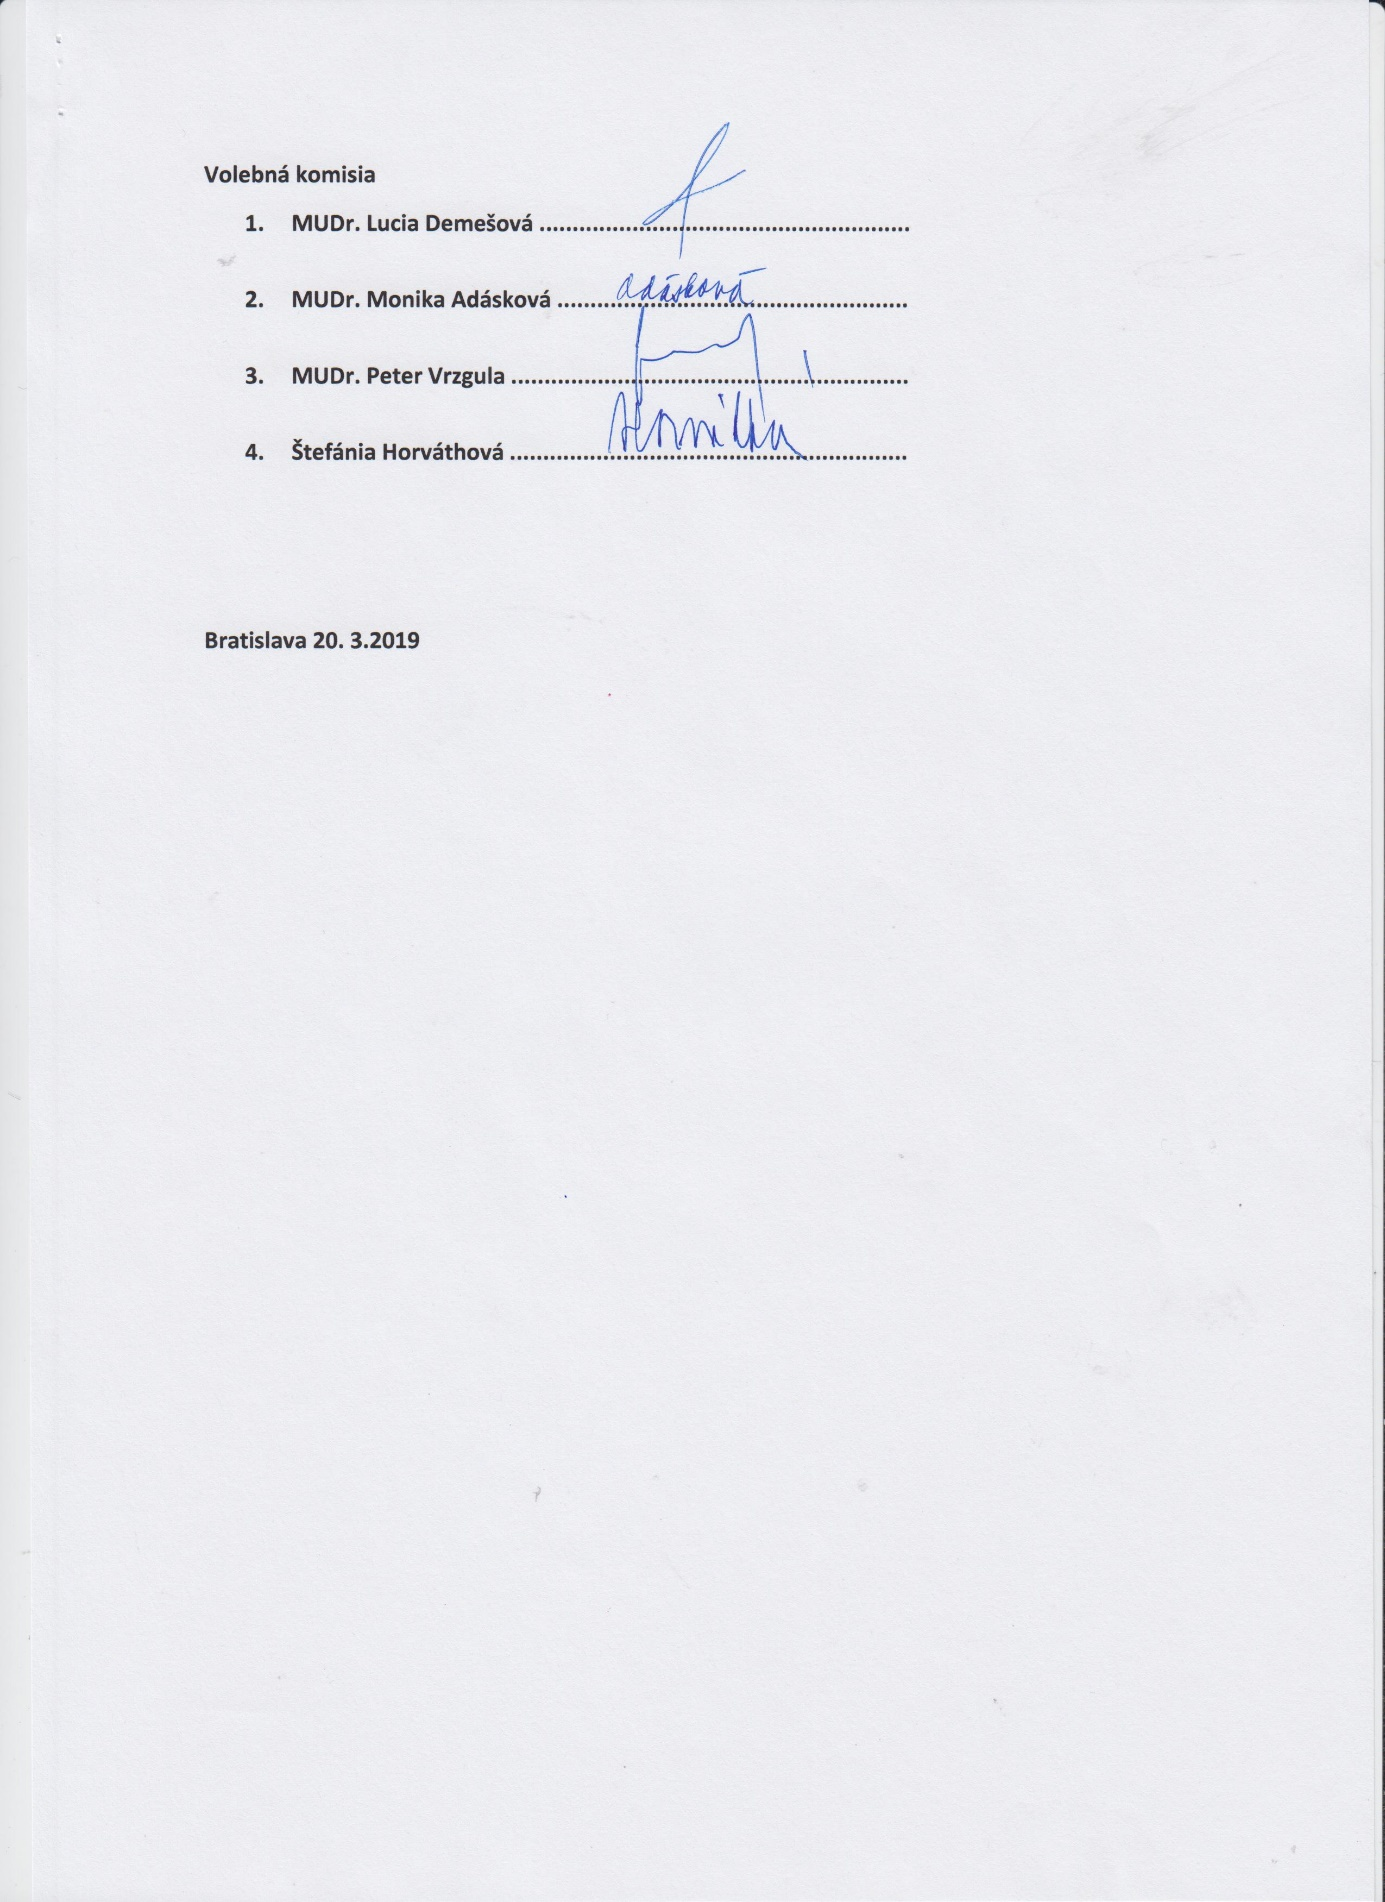 Volebná komisia
1. MUDr. Lucia Demešová ........................................................
2. MUDr. Monika Adásková .....................................................
Adásková
3. MUDr. Peter Vrzgula ............................................................
4. Štefánia Horváthová ............................................................
Bratislava 20. 3.2019